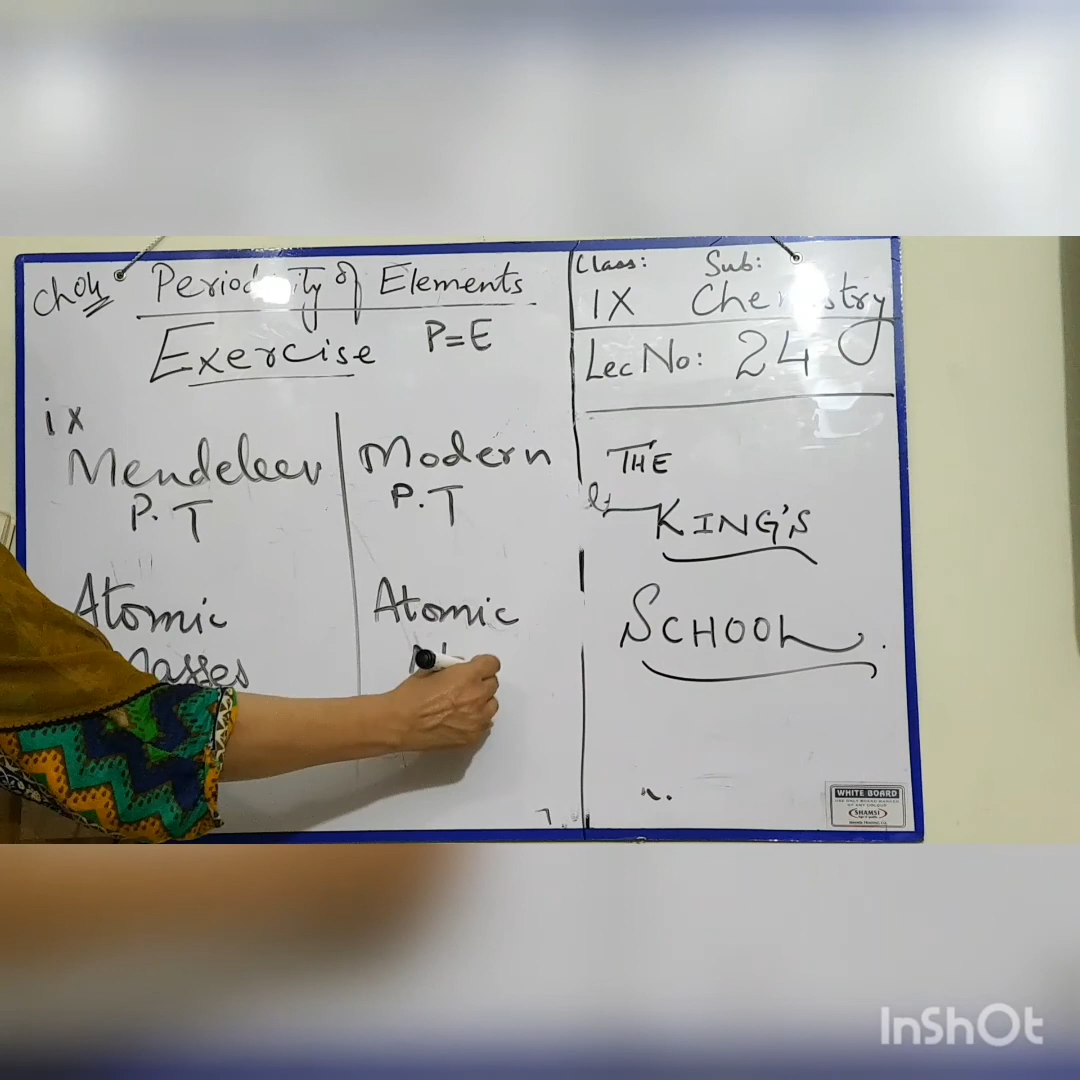 Ch04 Periodicity of Elements
Exercise P=E
Class: Sub:
IX Chemistry
Lec No: 24
ix
Mendeleev
P.T
Modern
P.T
Atomic
Masses
Atomic
THE
KING'S
SCHOOL.
WHITE BOARD
SHAMSI
InShOt